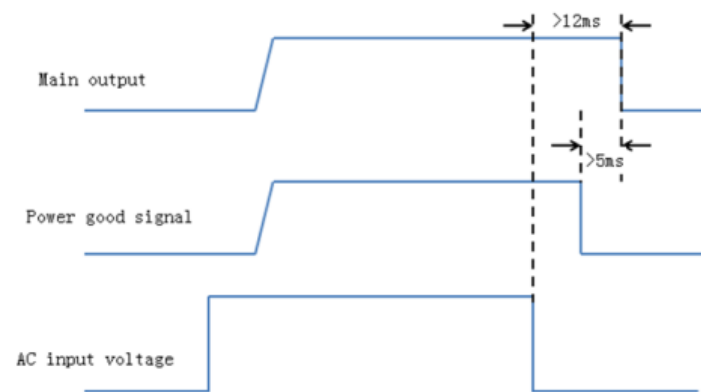 >12ms
Main output
>5ms
Power good signal
AC input voltage